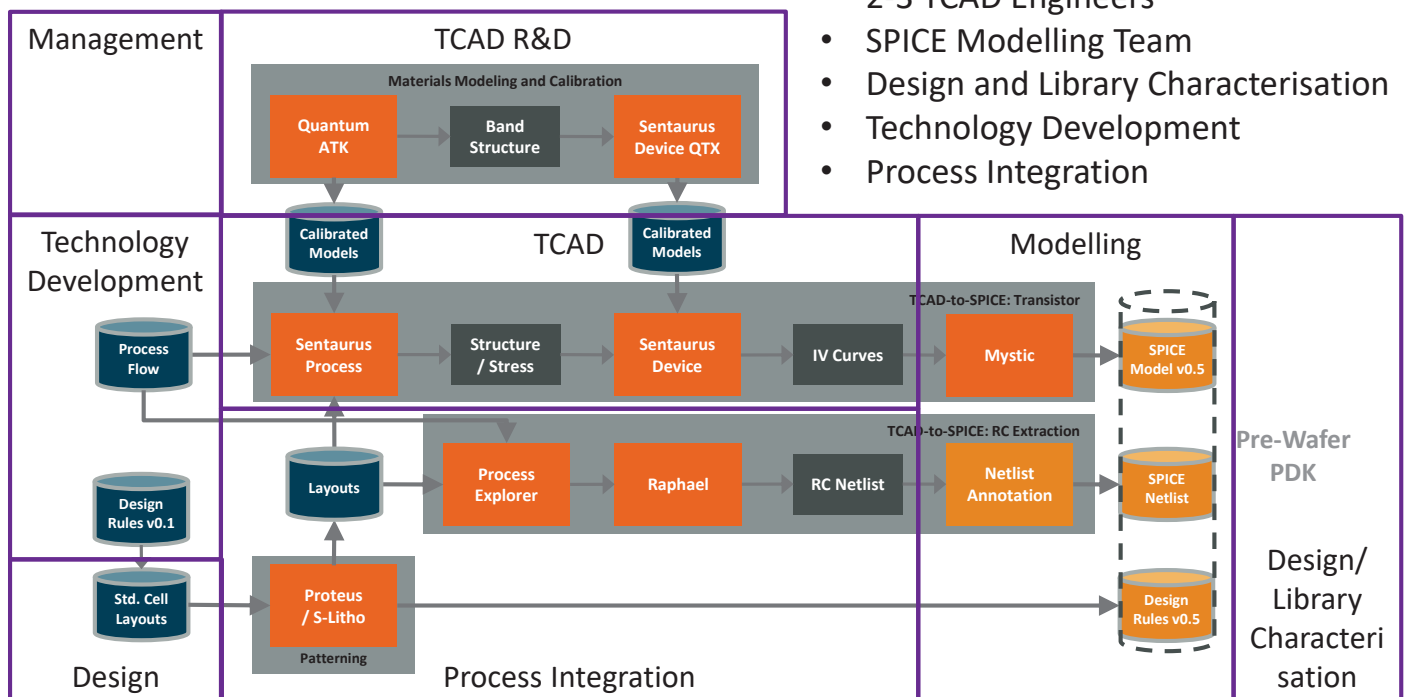 2-3 TCAD Engineers
• SPICE Modelling Team
• Design and Library Characterisation
• Technology Development
• Process Integration
Management
TCAD R&D
Materials Modeling and Calibration
Quantum
ATK
Band
Structure
Sentaurus
Device QTX
Calibrated
Models
Calibrated
Models
Technology
Development
TCAD
Modelling
TCAD-to-SPICE: Transistor
Process
Flow
Sentaurus
Process
Structure
/ Stress
Sentaurus
Device
IV Curves
Mystic
SPICE
Model v0.5
TCAD-to-SPICE: RC Extraction
Layouts
Process
Explorer
Raphael
RC Netlist
Netlist
Annotation
SPICE
Netlist
Pre-Wafer
PDK
Design
Rules v0.1
Std. Cell
Layouts
Proteus
/ S-Litho
Patterning
Design
Rules v0.5
Design/
Library
Characteri
sation
Design
Process Integration